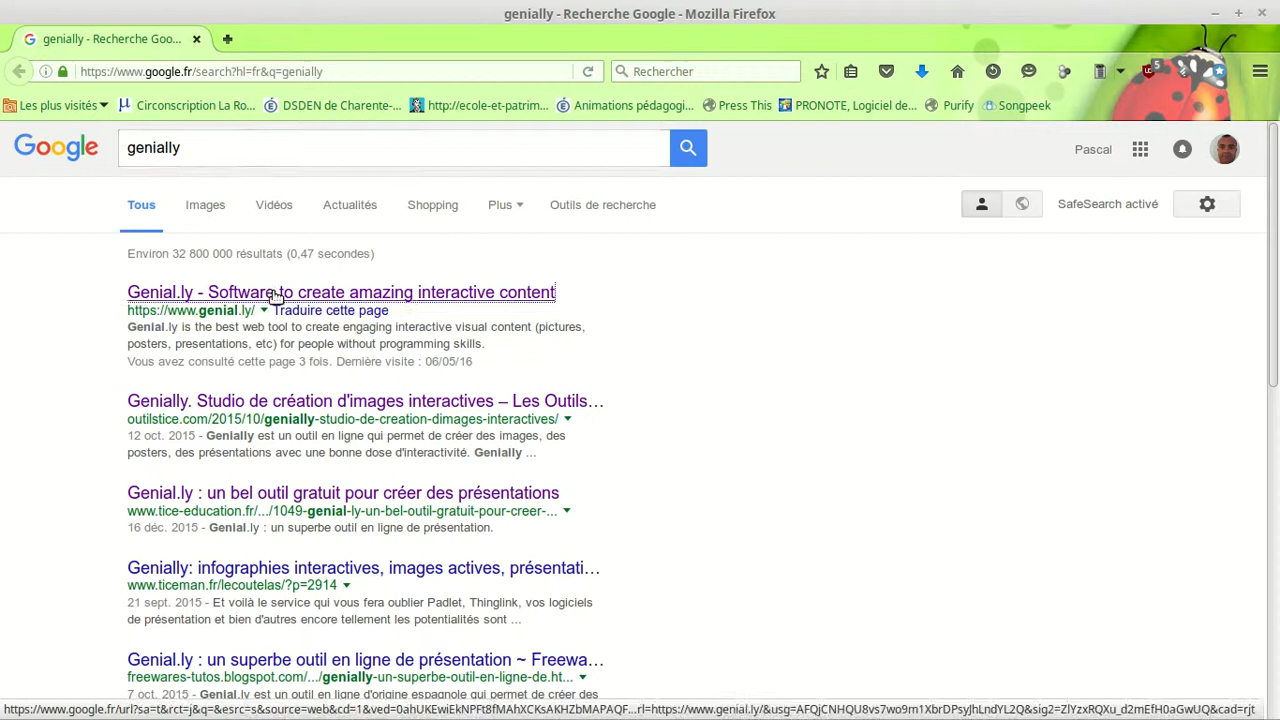 genially - Recherche Google - Mozilla Firefox
genially - Recherche Goo...
https://www.google.fr/search?hl=fr&q=genially
Rechercher
5
Les plus visités
Circonscription La Ro...
DSDEN de Charente-...
http://ecole-et-patrim...
Animations pédagogi...
Press This
PRONOTE, Logiciel de...
Purify
Songpeek
Google
genially
Pascal
Tous
Images
Vidéos
Actualités
Shopping
Plus
Outils de recherche
SafeSearch activé
Environ 32 800 000 résultats (0,47 secondes)
Genial.ly - Software to create amazing interactive content
https://www.genial.ly/ Traduire cette page
Genial.ly is the best web tool to create engaging interactive visual content (pictures,
posters, presentations, etc) for people without programming skills.
Vous avez consulté cette page 3 fois. Dernière visite : 06/05/16
Genially. Studio de création d'images interactives – Les Outils...
outilstice.com/2015/10/genially-studio-de-creation-dimages-interactives/
12 oct. 2015 - Genially est un outil en ligne qui permet de créer des images, des
posters, des présentations avec une bonne dose d'interactivité. Genially ...
Genial.ly : un bel outil gratuit pour créer des présentations
www.tice-education.fr/.../1049-genial-ly-un-bel-outil-gratuit-pour-creer-...
16 déc. 2015 - Genial.ly : un superbe outil en ligne de présentation.
Genially: infographies interactives, images actives, présentati...
www.ticeman.fr/lecoutelas/?p=2914
21 sept. 2015 - Et voilà le service qui vous fera oublier Padlet, Thinglink, vos logiciels
de présentation et bien d'autres encore tellement les potentialités sont ...
Genial.ly : un superbe outil en ligne de présentation ~ Freewa...
freewares-tutos.blogspot.com/.../genially-un-superbe-outil-en-ligne-de.ht...
7 oct. 2015 - Genial.ly est un outil en ligne d'origine espagnole qui permet de créer des